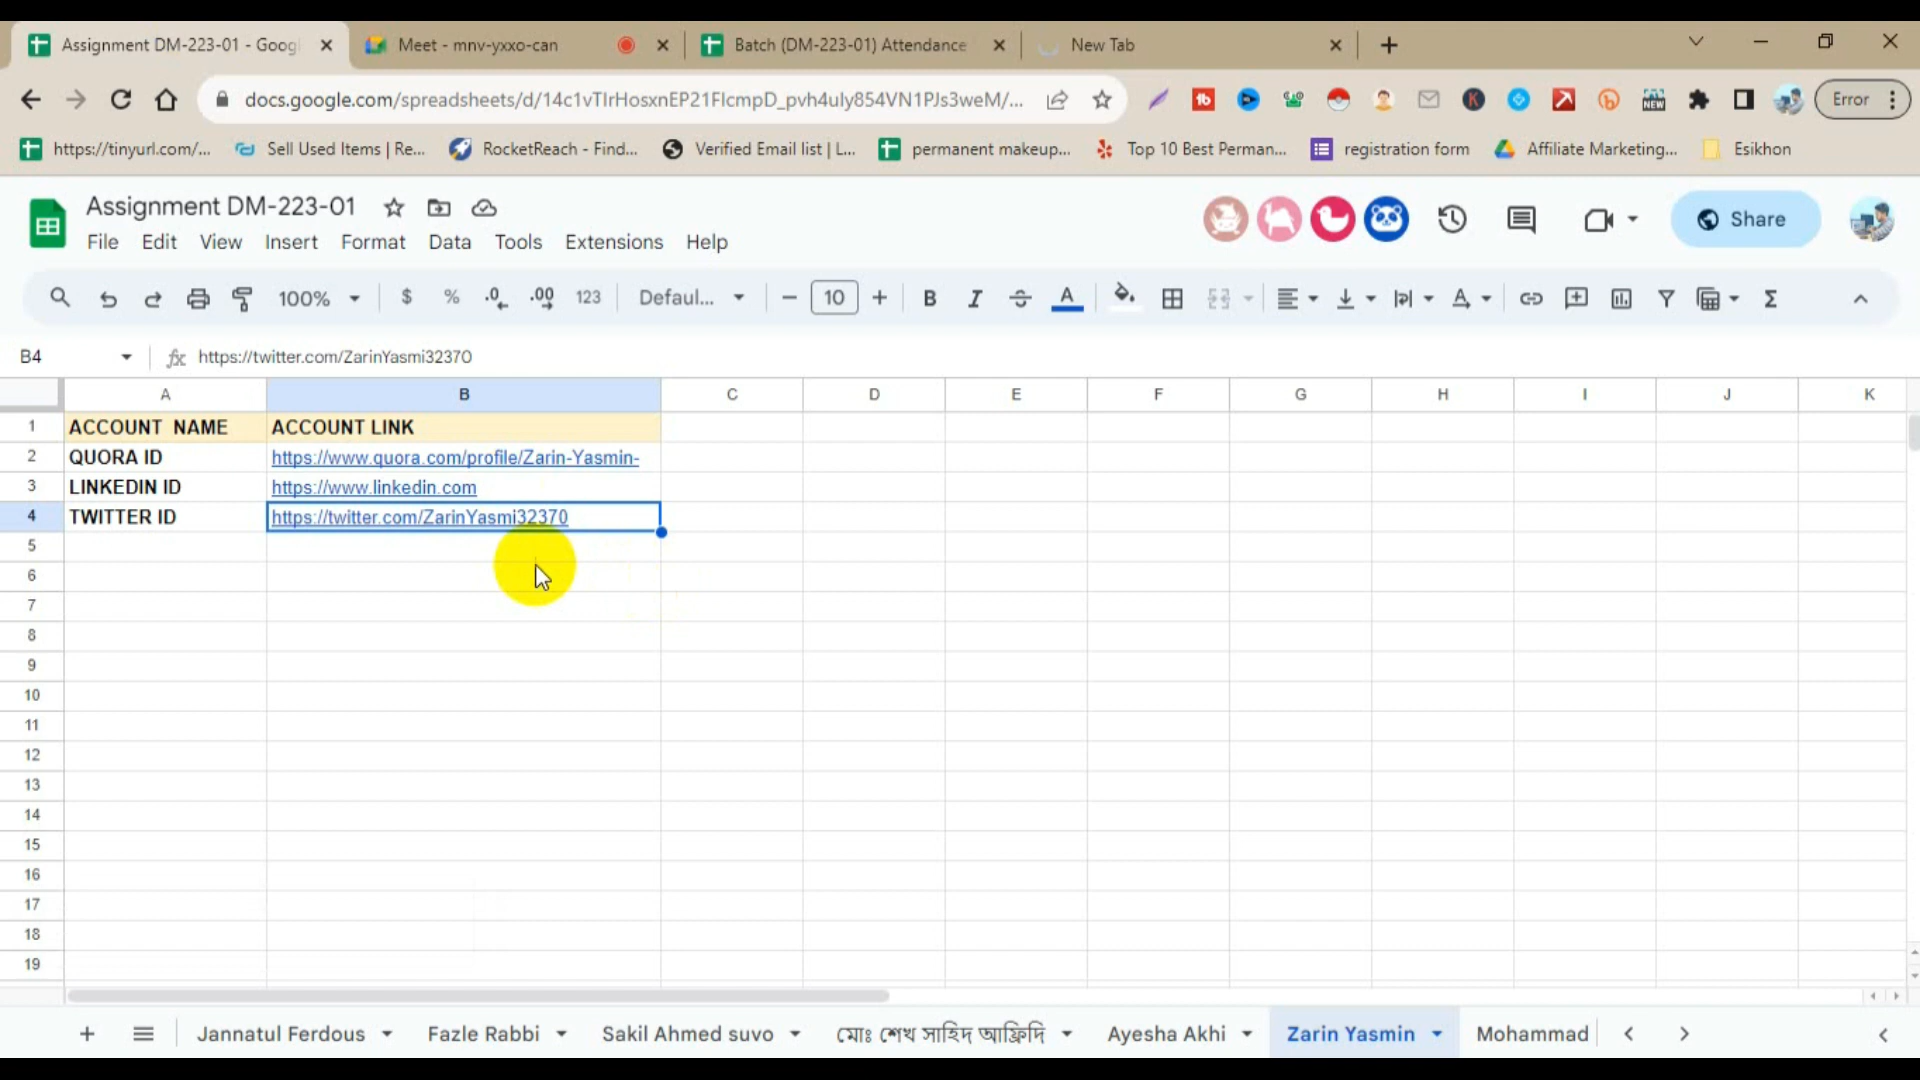 Assignment DM-223-01 - Goog
Meet - mnv-yxxo-can
Batch (DM-223-01) Attendance
New Tab
docs.google.com/spreadsheets/d/14c1vTIrHosxnEP21FIcmpD_pvh4uIy854VN1PJs3weM/...
Error
https://tinyurl.com/...
Sell Used Items | Re...
RocketReach - Find...
Verified Email list | L...
permanent makeup...
Top 10 Best Perman...
registration form
Affiliate Marketing...
Esikhon
Assignment DM-223-01
Share
File Edit View Insert Format Data Tools Extensions Help
100% $ % .0 .00 123 Defaul... 10 B I A
B4 fx https://twitter.com/ZarinYasmi32370
A B C D E F G H I J K
1 ACCOUNT NAME ACCOUNT LINK
2 QUORA ID https://www.quora.com/profile/Zarin-Yasmin-
3 LINKEDIN ID https://www.linkedin.com
4 TWITTER ID https://twitter.com/ZarinYasmi32370
5
6
7
8
9
10
11
12
13
14
15
16
17
18
19
Jannatul Ferdous Fazle Rabbi Sakil Ahmed suvo মোঃ শেখ সাহিদ আফ্রিদি Ayesha Akhi Zarin Yasmin Mohammad